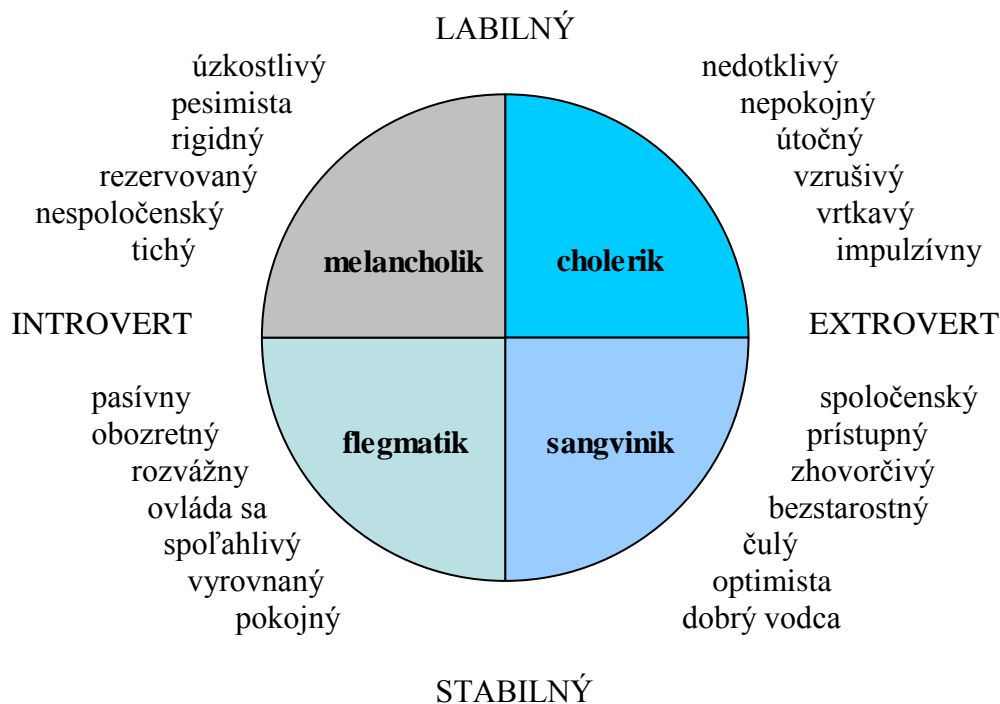 LABILNÝ
úzkostlivý
pesimista
rigidný
rezervovaný
nespoločenský
tichý
nedotklivý
nepokojný
útočný
vzrušivý
vrtkavý
impulzívny
melancholik
cholerik
INTROVERT
EXTROVERT
pasívny
obozretný
rozvážny
ovláda sa
spoľahlivý
vyrovnaný
pokojný
flegmatik
sangvinik
spoločenský
prístupný
zhovorčivý
bezstarostný
čulý
optimista
dobrý vodca
STABILNÝ